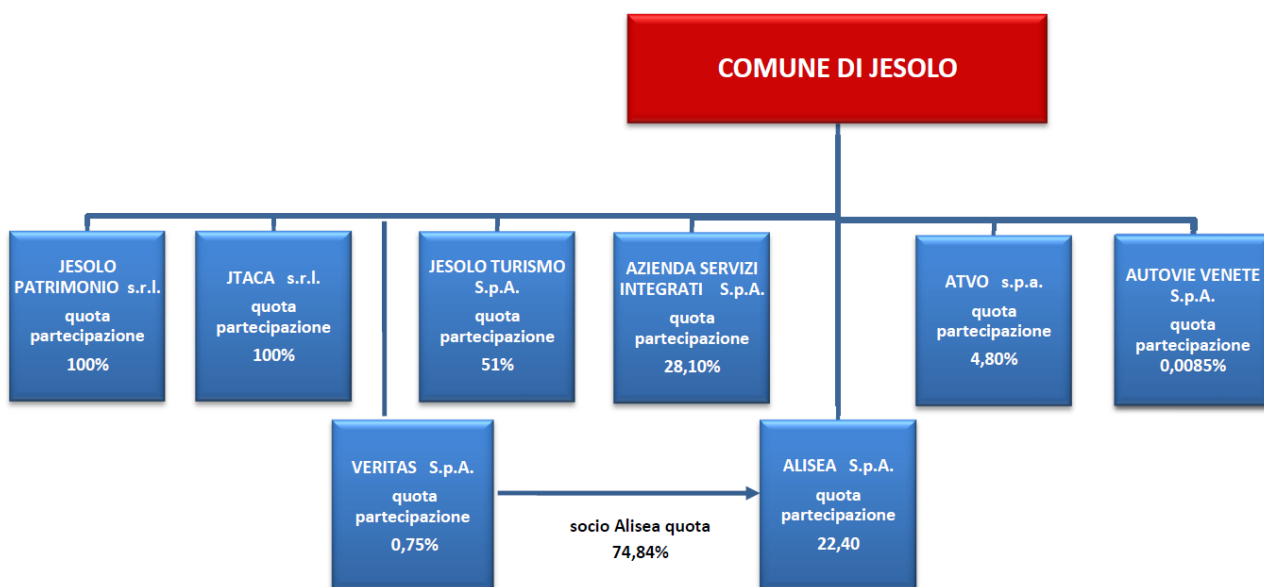 COMUNE DI JESOLO
JESOLO
PATRIMONIO s.r.l.
quota
partecipazione
100%
JTACA s.r.l.
quota
partecipazione
100%
JESOLO TURISMO
S.p.A.
quota
partecipazione
51%
AZIENDA SERVIZI
INTEGRATI S.p.A.
quota
partecipazione
28,10%
ATVO s.p.a.
quota
partecipazione
4,80%
AUTOVIE VENETE
S.p.A.
quota
partecipazione
0,0085%
VERITAS S.p.A.
quota
partecipazione
0,75%
socio Alisea quota
74,84%
ALISEA S.p.A.
quota
partecipazione
22,40